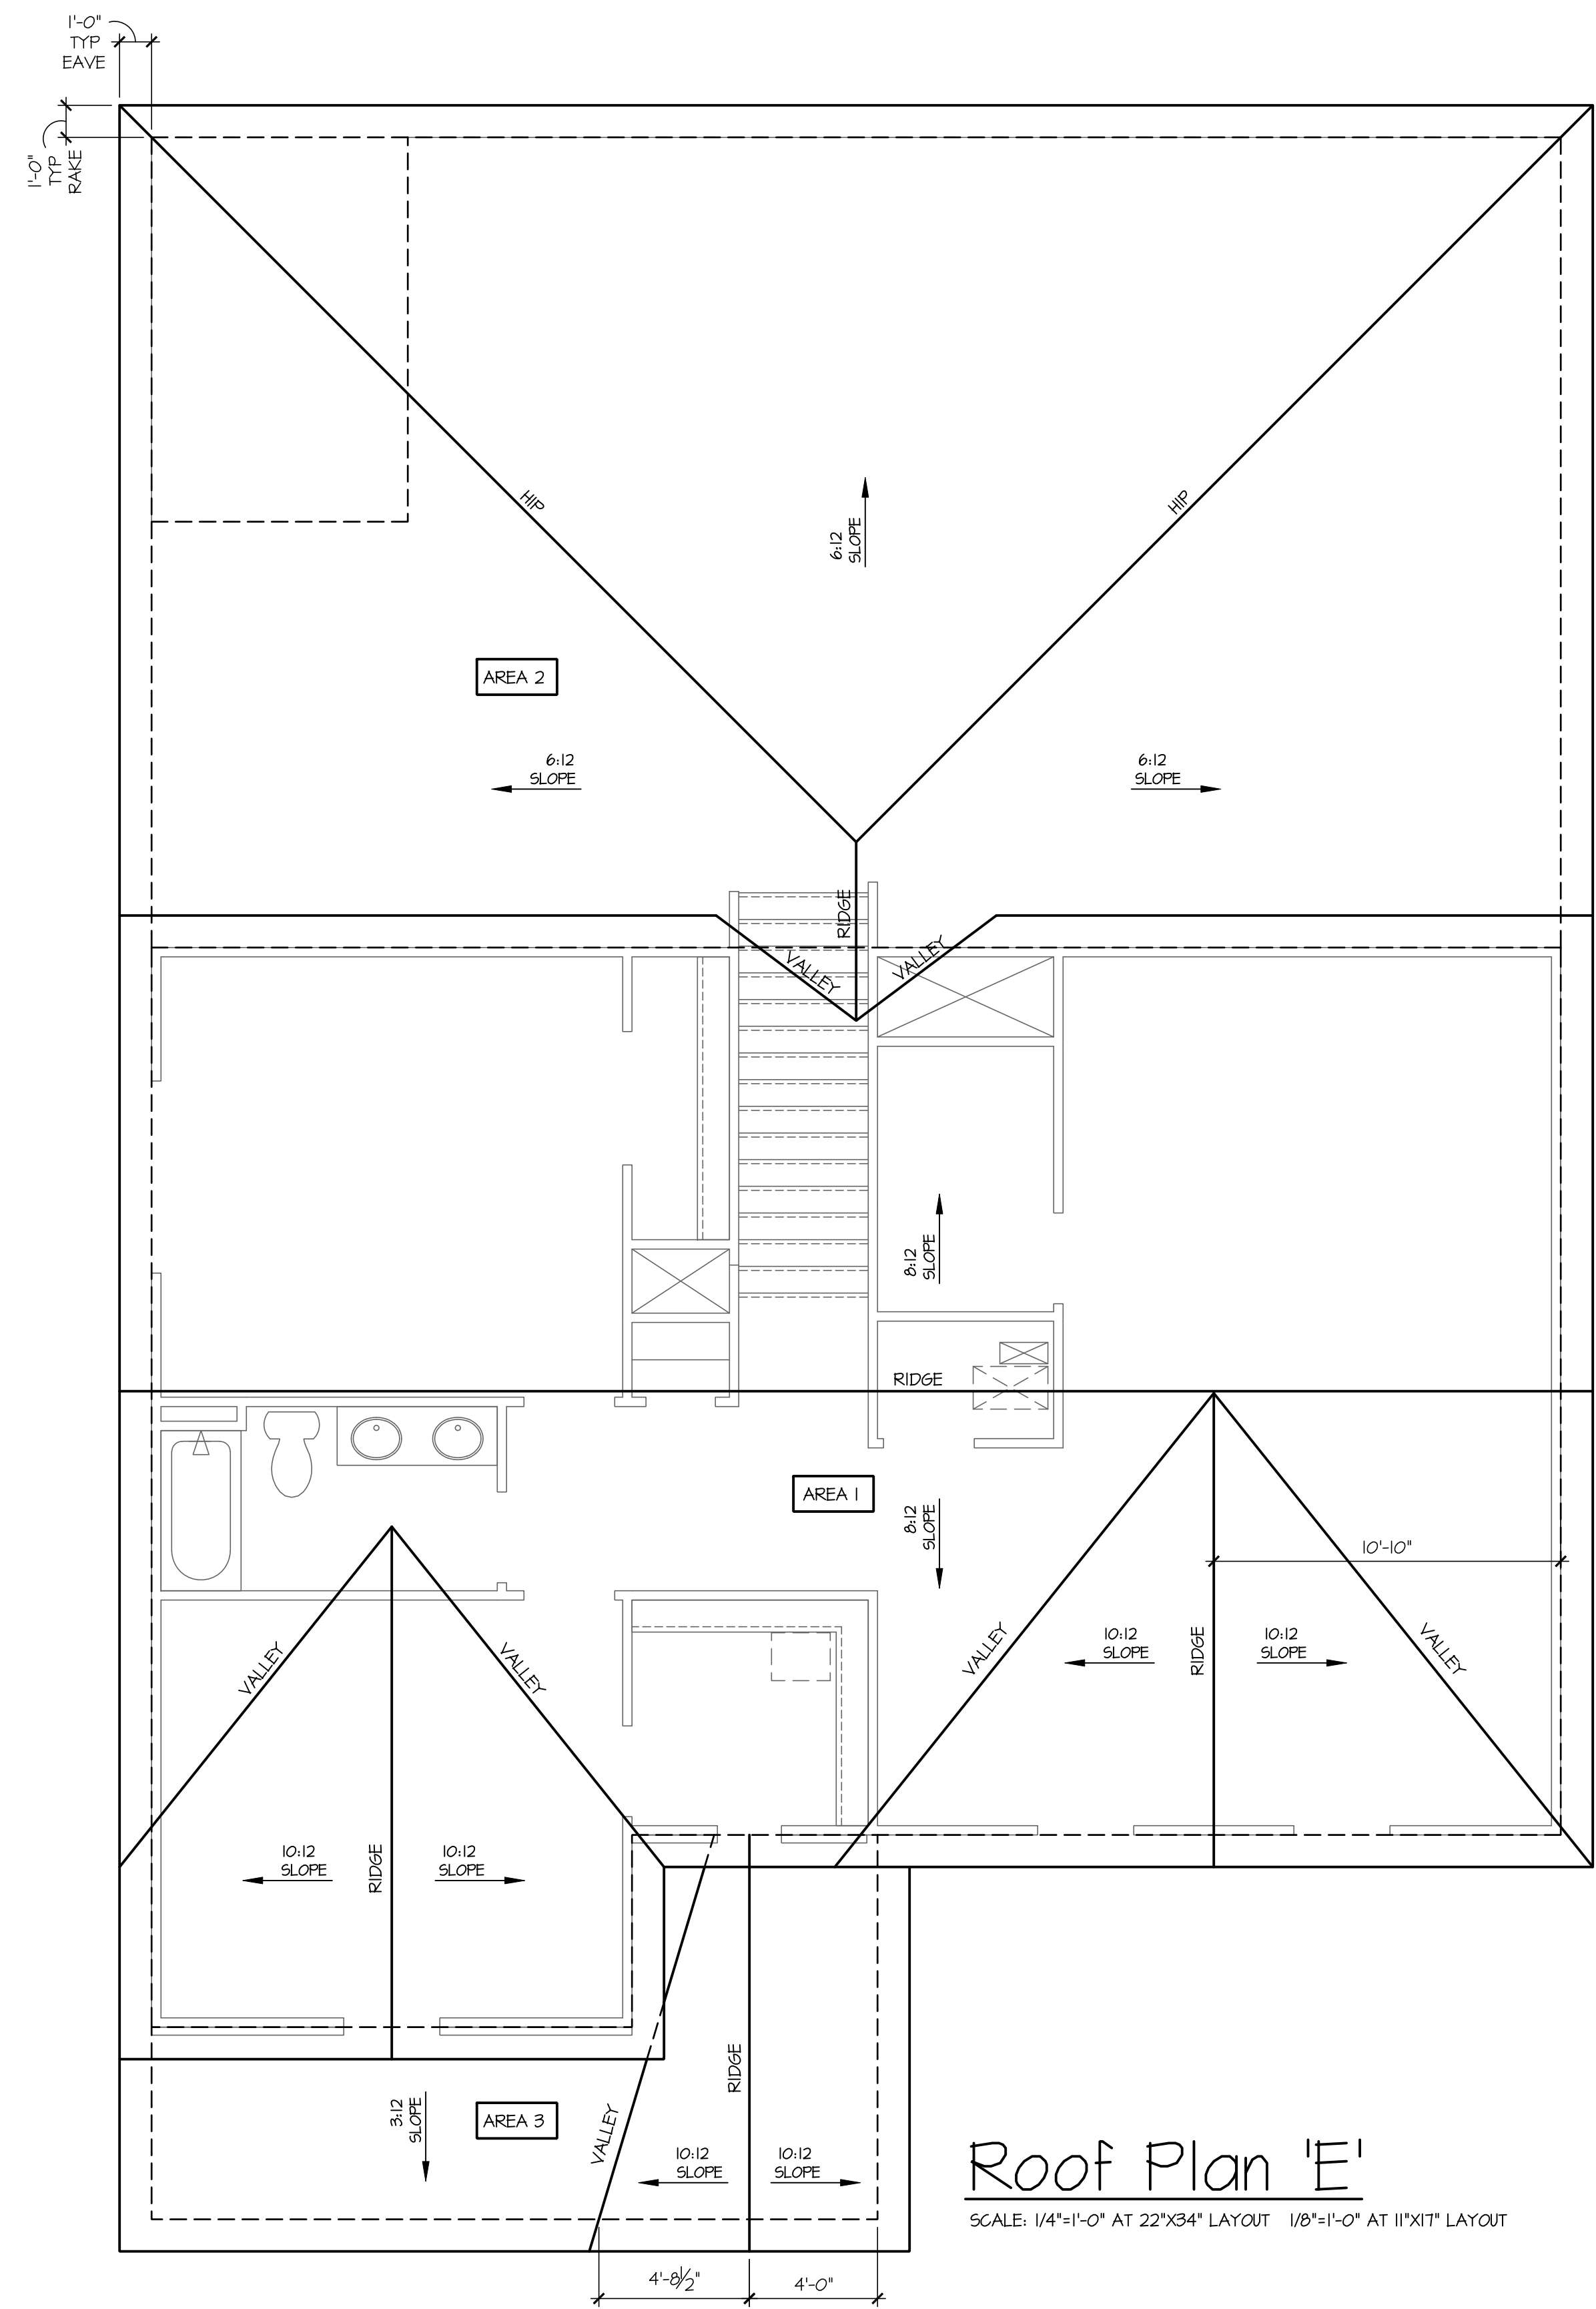 1'-0"
TYP
EAVE
1'-0"
TYP
RAKE
HIP
HIP
6:12
SLOPE
AREA 2
6:12
SLOPE
6:12
SLOPE
RIDGE
VALLEY
VALLEY
8:12
SLOPE
RIDGE
AREA 1
8:12
SLOPE
10'-10"
VALLEY
VALLEY
VALLEY
10:12
SLOPE
RIDGE
10:12
SLOPE
VALLEY
10:12
SLOPE
RIDGE
10:12
SLOPE
RIDGE
3:12
SLOPE
AREA 3
VALLEY
10:12
SLOPE
10:12
SLOPE
Roof Plan 'E'
SCALE: 1/4"=1'-0" AT 22"X34" LAYOUT 1/8"=1'-0" AT 11"X17" LAYOUT
4'-8 1/2"
4'-0"